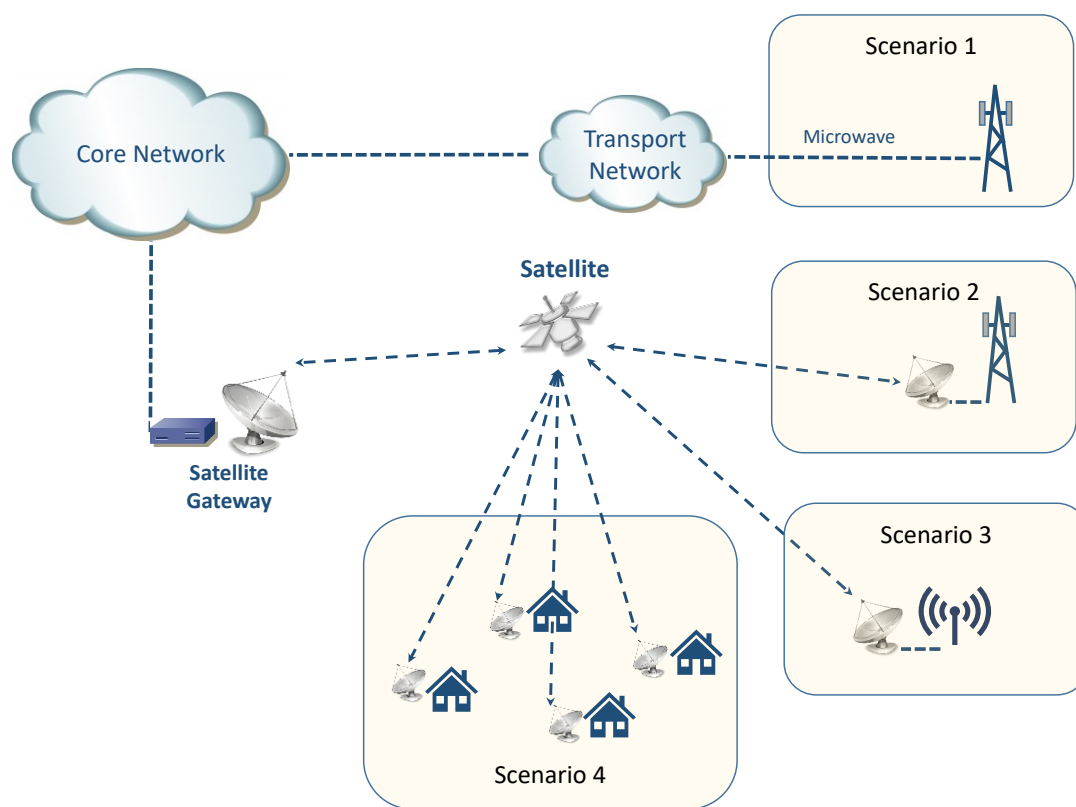 Scenario 1
Core Network
Transport
Network
Microwave
Satellite
Scenario 2
Satellite
Gateway
Scenario 3
Scenario 4